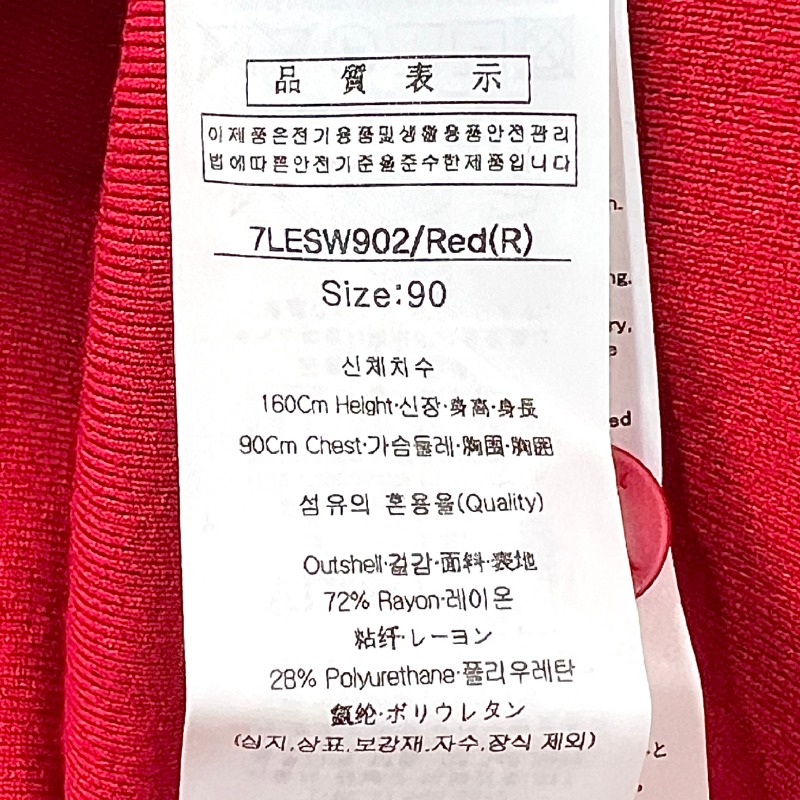 品質表示
이 제품은 전기용품 및 생활용품 안전관리
법에 따른 안전기준을 준수한 제품입니다
7LESW902/Red(R)
Size:90
신체치수
160Cm Height·신장·身高·身長
90Cm Chest·가슴둘레·胸围·胸囲
섬유의 혼용율(Quality)
Outshell·겉감·面料·表地
72% Rayon·레이온
粘纤·レーヨン
28% Polyurethane·폴리우레탄
氨纶·ポリウレタン
(심지,상표,보강재,자수,장식 제외)
n.
ng.
ry,
e
ed
と